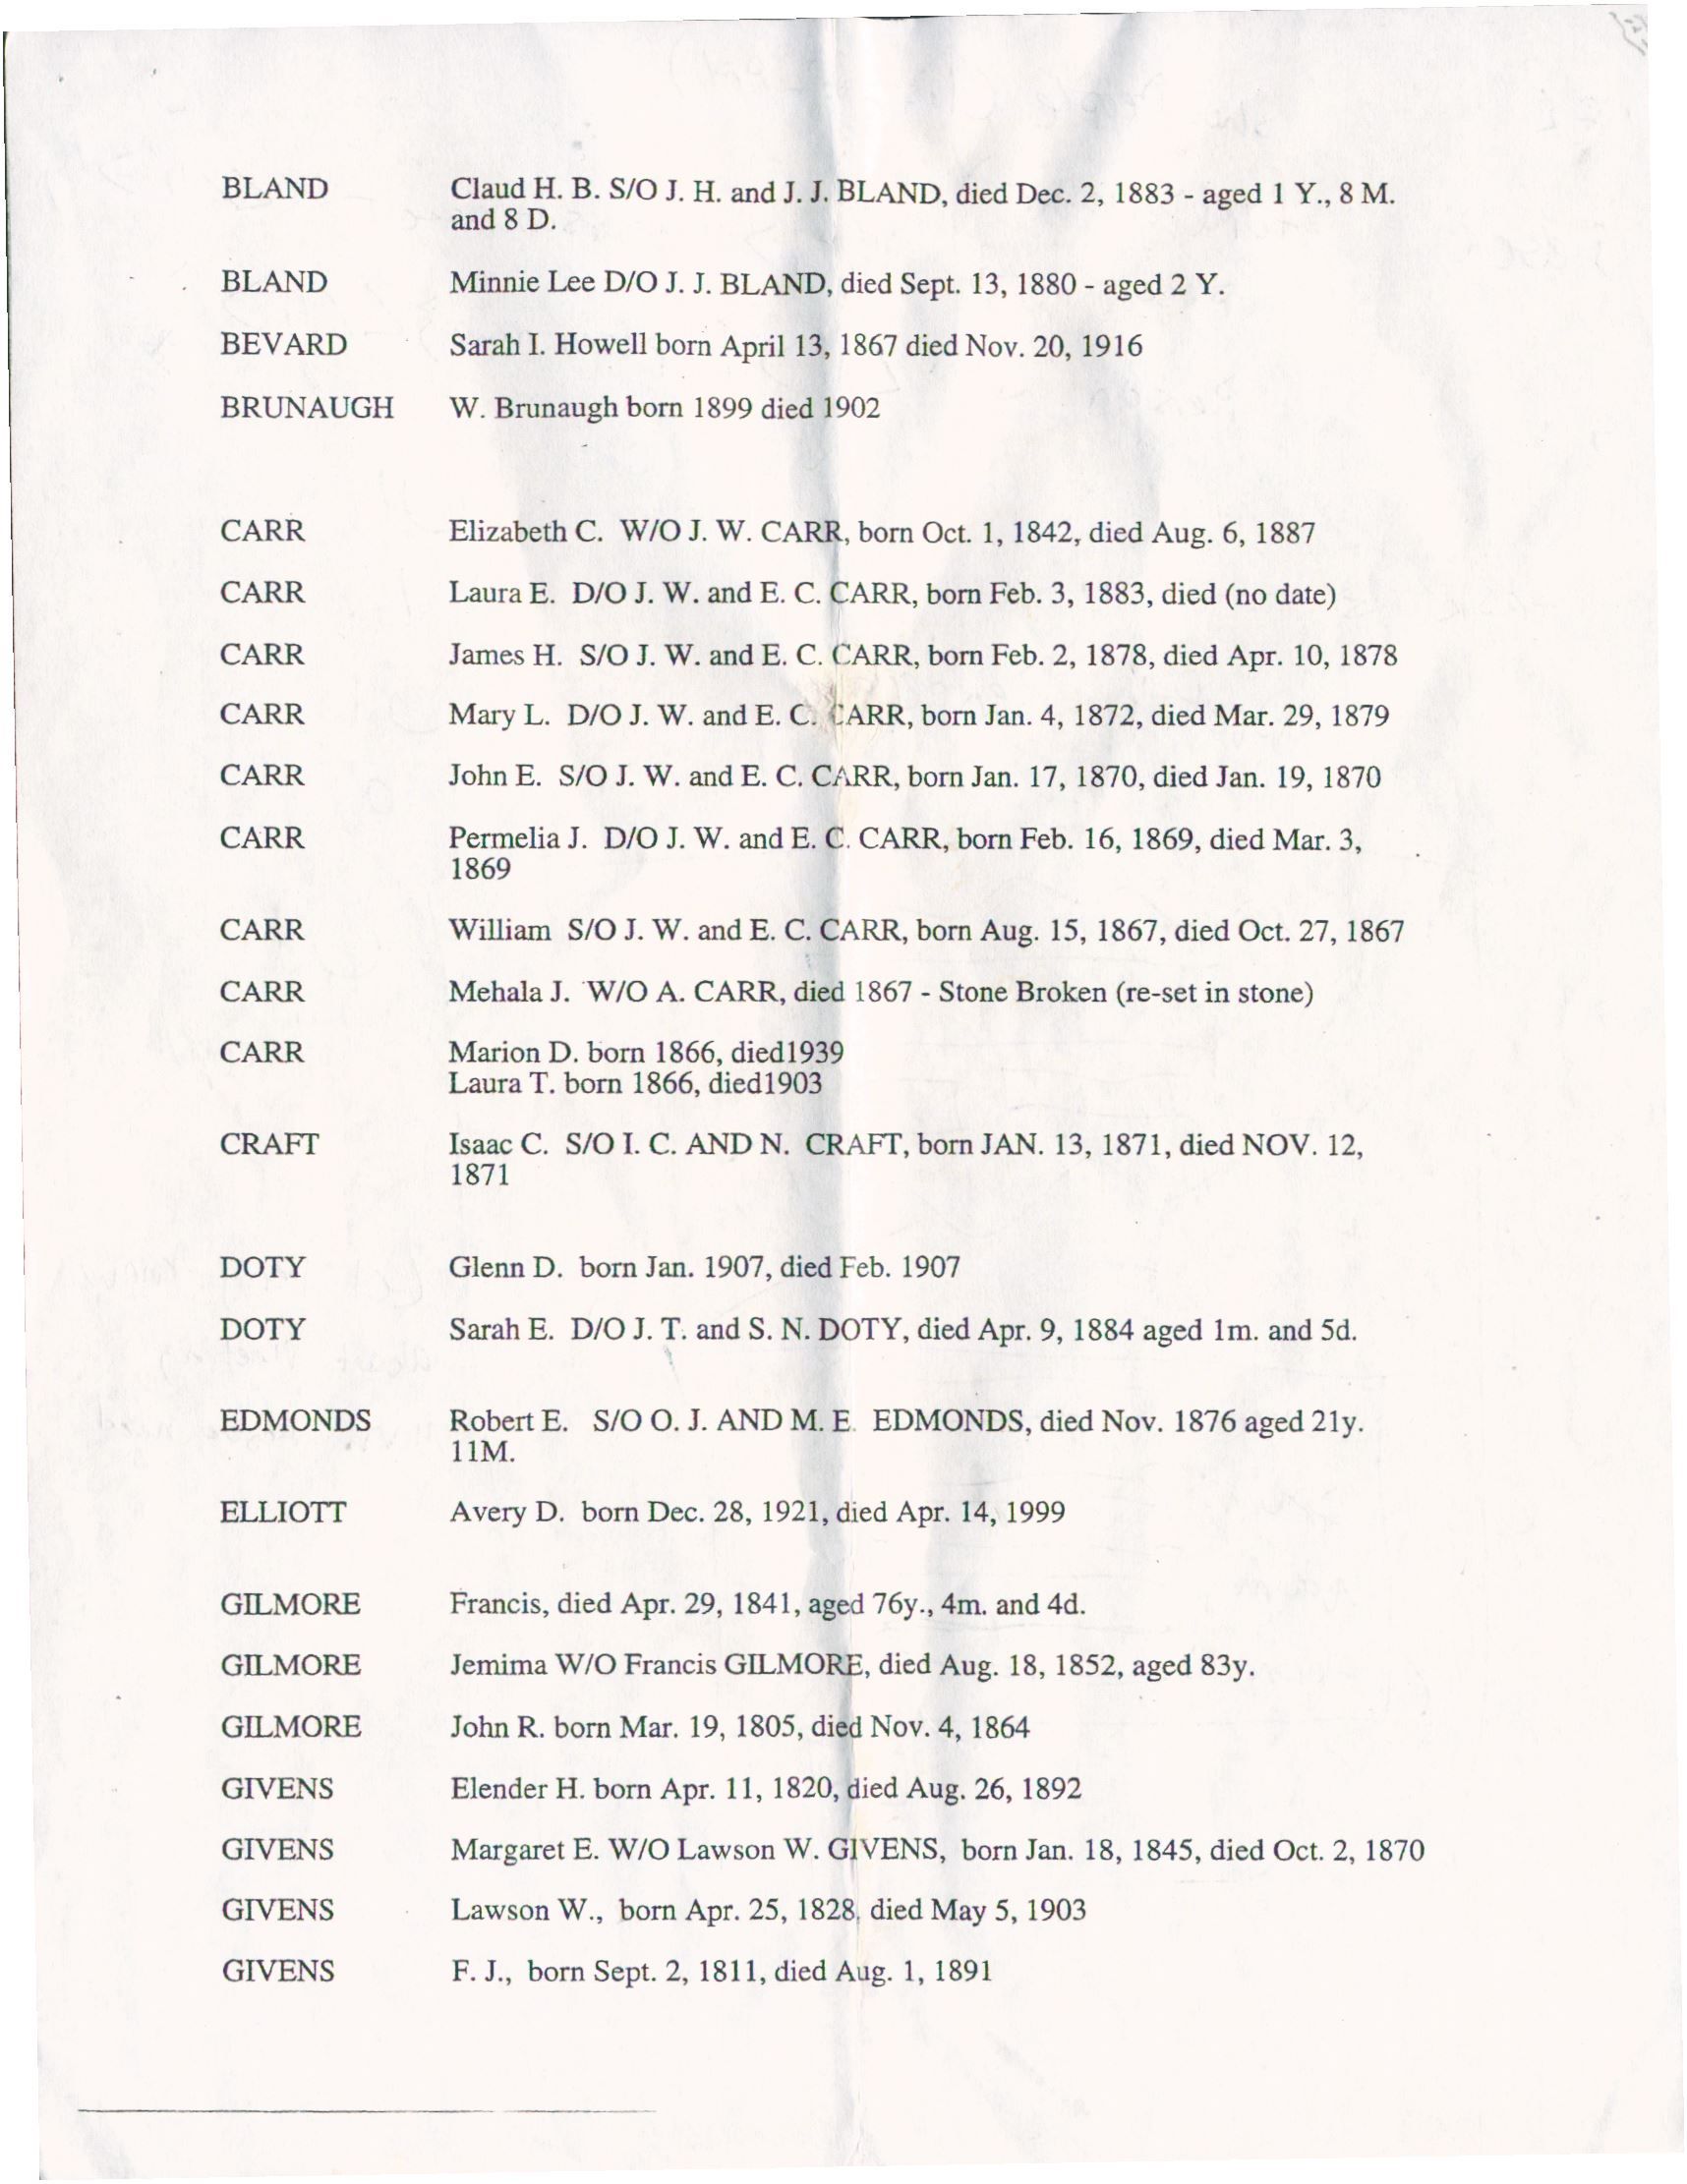 BLAND Claud H. B. S/O J. H. and J. J. BLAND, died Dec. 2, 1883 - aged 1 Y., 8 M.
and 8 D.
BLAND Minnie Lee D/O J. J. BLAND, died Sept. 13, 1880 - aged 2 Y.
BEVARD Sarah I. Howell born April 13, 1867 died Nov. 20, 1916
BRUNAUGH W. Brunaugh born 1899 died 1902
CARR Elizabeth C. W/O J. W. CARR, born Oct. 1, 1842, died Aug. 6, 1887
CARR Laura E. D/O J. W. and E. C. CARR, born Feb. 3, 1883, died (no date)
CARR James H. S/O J. W. and E. C. CARR, born Feb. 2, 1878, died Apr. 10, 1878
CARR Mary L. D/O J. W. and E. C. CARR, born Jan. 4, 1872, died Mar. 29, 1879
CARR John E. S/O J. W. and E. C. CARR, born Jan. 17, 1870, died Jan. 19, 1870
CARR Permelia J. D/O J. W. and E. C. CARR, born Feb. 16, 1869, died Mar. 3,
1869
CARR William S/O J. W. and E. C. CARR, born Aug. 15, 1867, died Oct. 27, 1867
CARR Mehala J. W/O A. CARR, died 1867 - Stone Broken (re-set in stone)
CARR Marion D. born 1866, died1939
Laura T. born 1866, died1903
CRAFT Isaac C. S/O I. C. AND N. CRAFT, born JAN. 13, 1871, died NOV. 12,
1871
DOTY Glenn D. born Jan. 1907, died Feb. 1907
DOTY Sarah E. D/O J. T. and S. N. DOTY, died Apr. 9, 1884 aged 1m. and 5d.
EDMONDS Robert E. S/O O. J. AND M. E. EDMONDS, died Nov. 1876 aged 21y.
11M.
ELLIOTT Avery D. born Dec. 28, 1921, died Apr. 14, 1999
GILMORE Francis, died Apr. 29, 1841, aged 76y., 4m. and 4d.
GILMORE Jemima W/O Francis GILMORE, died Aug. 18, 1852, aged 83y.
GILMORE John R. born Mar. 19, 1805, died Nov. 4, 1864
GIVENS Elender H. born Apr. 11, 1820, died Aug. 26, 1892
GIVENS Margaret E. W/O Lawson W. GIVENS, born Jan. 18, 1845, died Oct. 2, 1870
GIVENS Lawson W., born Apr. 25, 1828, died May 5, 1903
GIVENS F. J., born Sept. 2, 1811, died Aug. 1, 1891